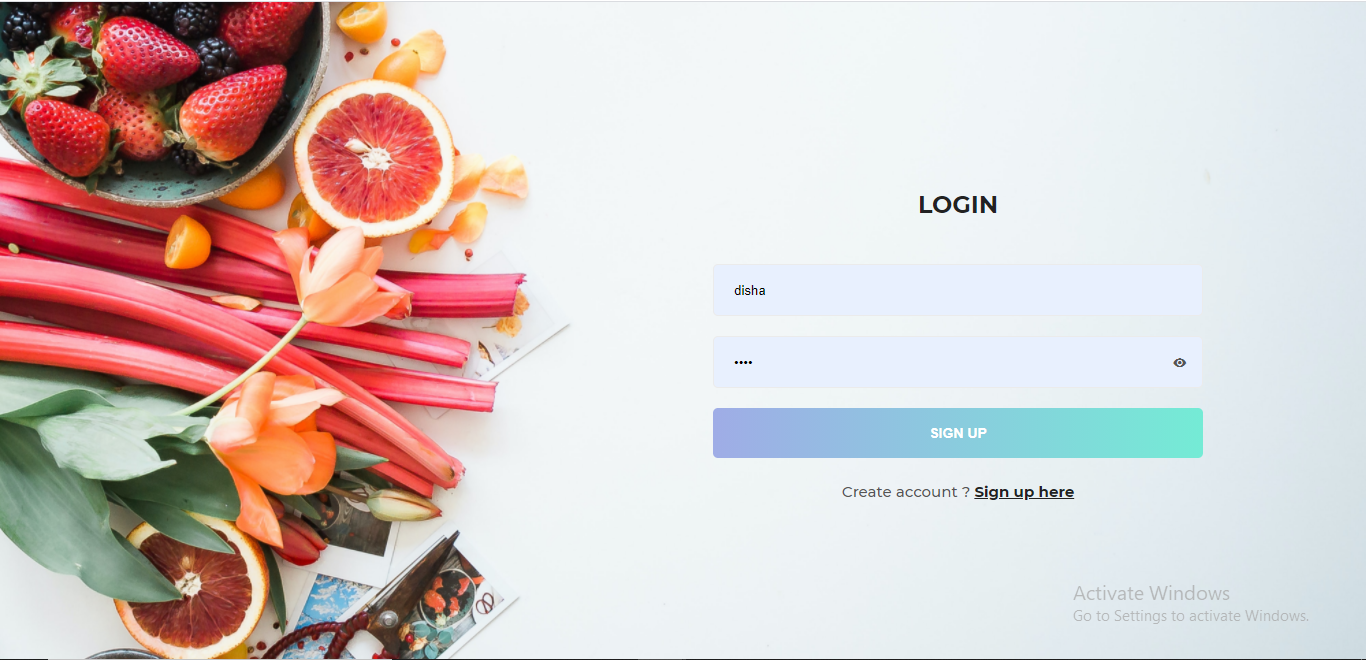 LOGIN
disha
••••
SIGN UP
Create account ? Sign up here
Activate Windows
Go to Settings to activate Windows.